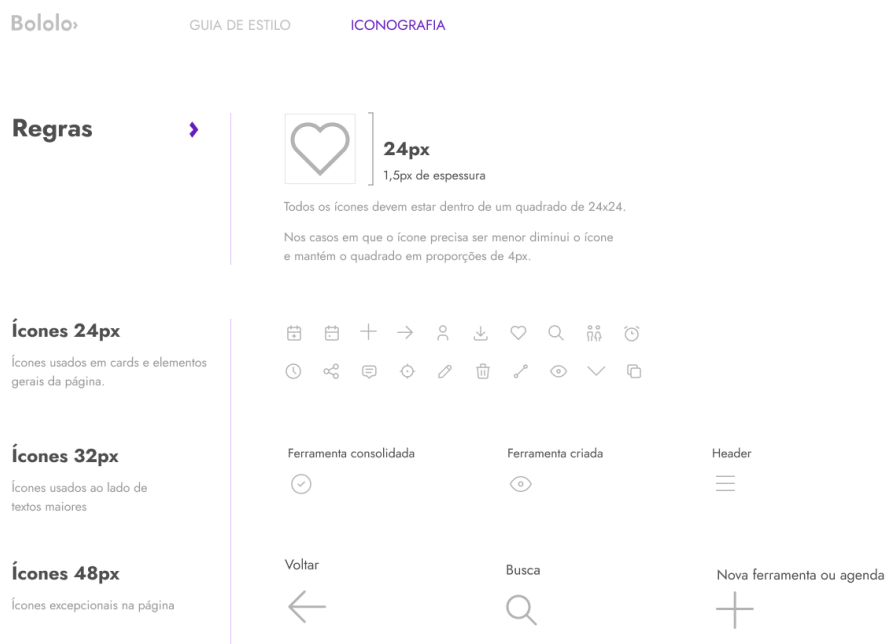 Bololo›
GUIA DE ESTILO
ICONOGRAFIA
Regras
24px
1,5px de espessura
Todos os ícones devem estar dentro de um quadrado de 24x24.
Nos casos em que o ícone precisa ser menor diminui o ícone
e mantém o quadrado em proporções de 4px.
Ícones 24px
Ícones usados em cards e elementos
gerais da página.
Ícones 32px
Ícones usados ao lado de
textos maiores
Ferramenta consolidada
Ferramenta criada
Header
Ícones 48px
Ícones excepcionais na página
Voltar
Busca
Nova ferramenta ou agenda